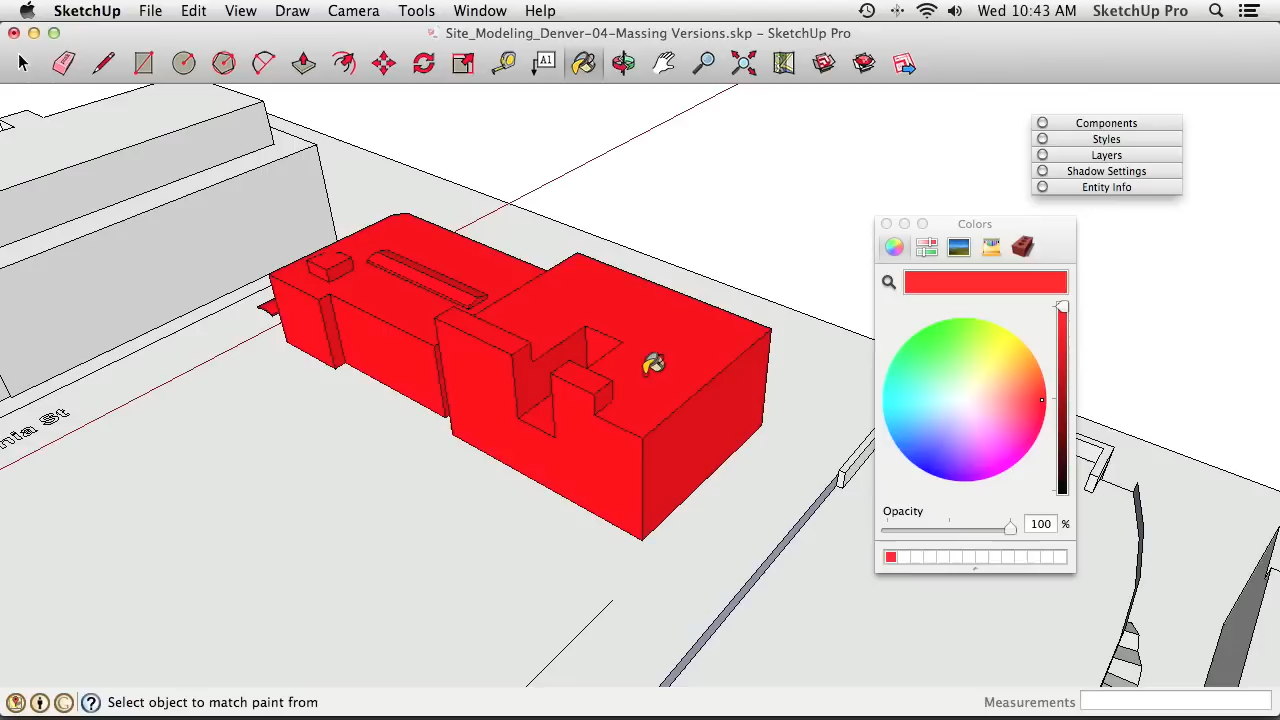 SketchUp File Edit View Draw Camera Tools Window Help Wed 10:43 AM SketchUp Pro
Site_Modeling_Denver-04-Massing Versions.skp - SketchUp Pro
A1
Components
Styles
Layers
Shadow Settings
Entity Info
Colors
Opacity
100 %
nia St
Select object to match paint from
Measurements